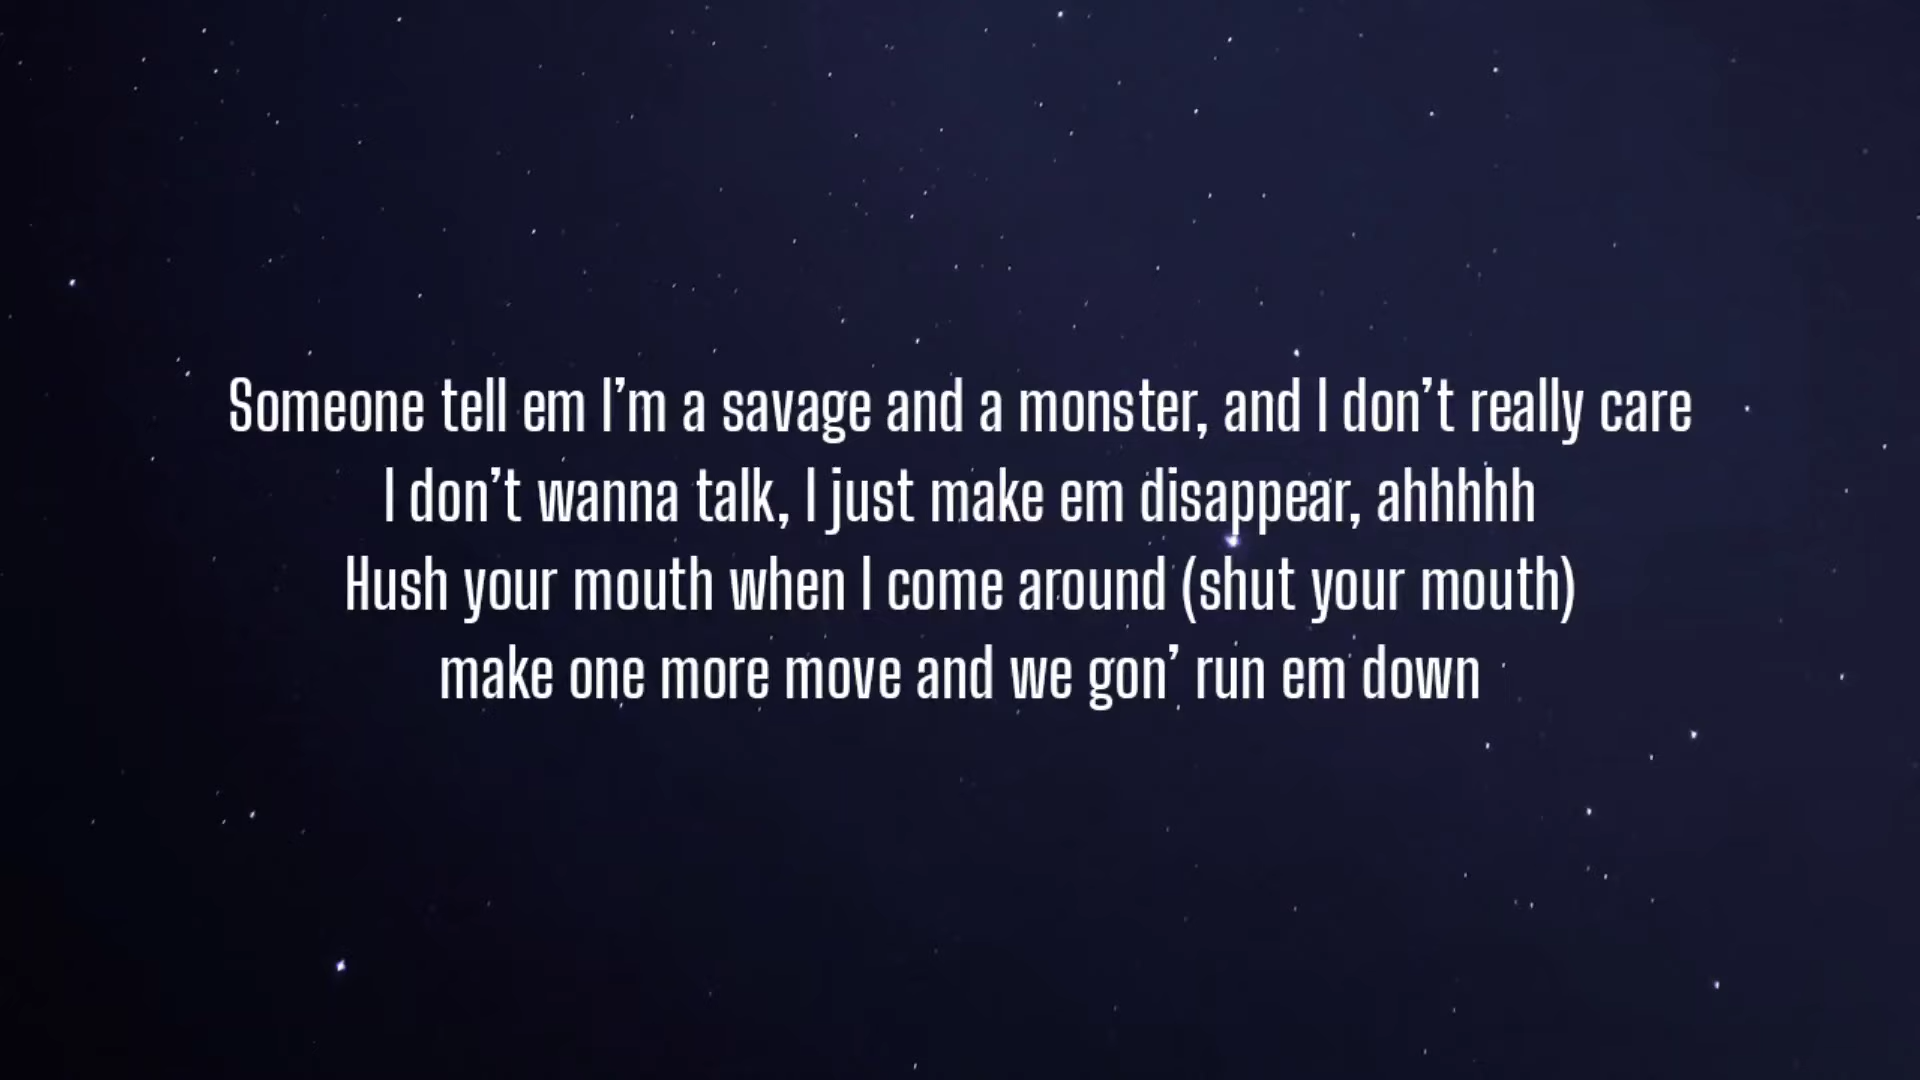 Someone tell em I’m a savage and a monster, and I don’t really care
I don’t wanna talk, I just make em disappear, ahhhhh
Hush your mouth when I come around (shut your mouth)
make one more move and we gon’ run em down